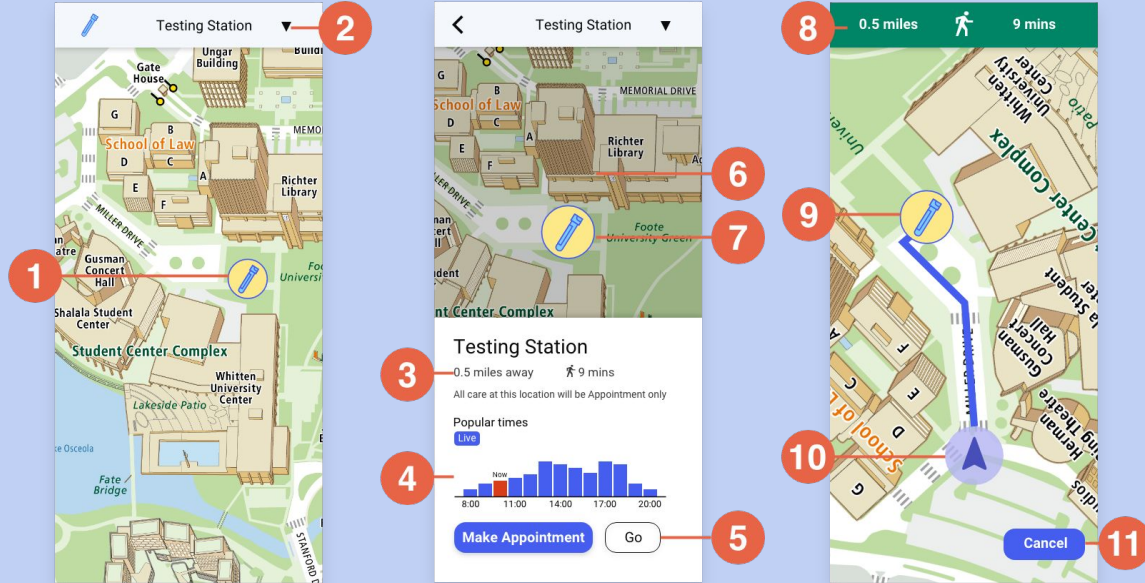 Testing Station ▼
2
Ungar
Building
Gate
House
G
B
School of Law
D
C
E
A
F
Richter
Library
MILLER DRIVE
Gusman
Concert
Hall
1
Shalala Student
Center
Student Center Complex
Whitten
University
Center
Lakeside Patio
Osceola
Fate
Bridge
STANFORD
Testing Station ▼
G
B
School of Law
MEMORIAL DRIVE
D
C
A
E
F
Richter
Library
6
7
Foote
University Green
Center Complex
Testing Station
3
0.5 miles away 9 mins
All care at this location will be Appointment only
Popular times
Live
4
Now
8:00 11:00 14:00 17:00 20:00
Make Appointment Go
5
8
0.5 miles 9 mins
Whitten
University
Center
Patio
Center Complex
9
Student
Gusman
Concert
Hall
MILLER DRIVE
F
E
A
C
D
School of
G
Herman
10
Cancel
11